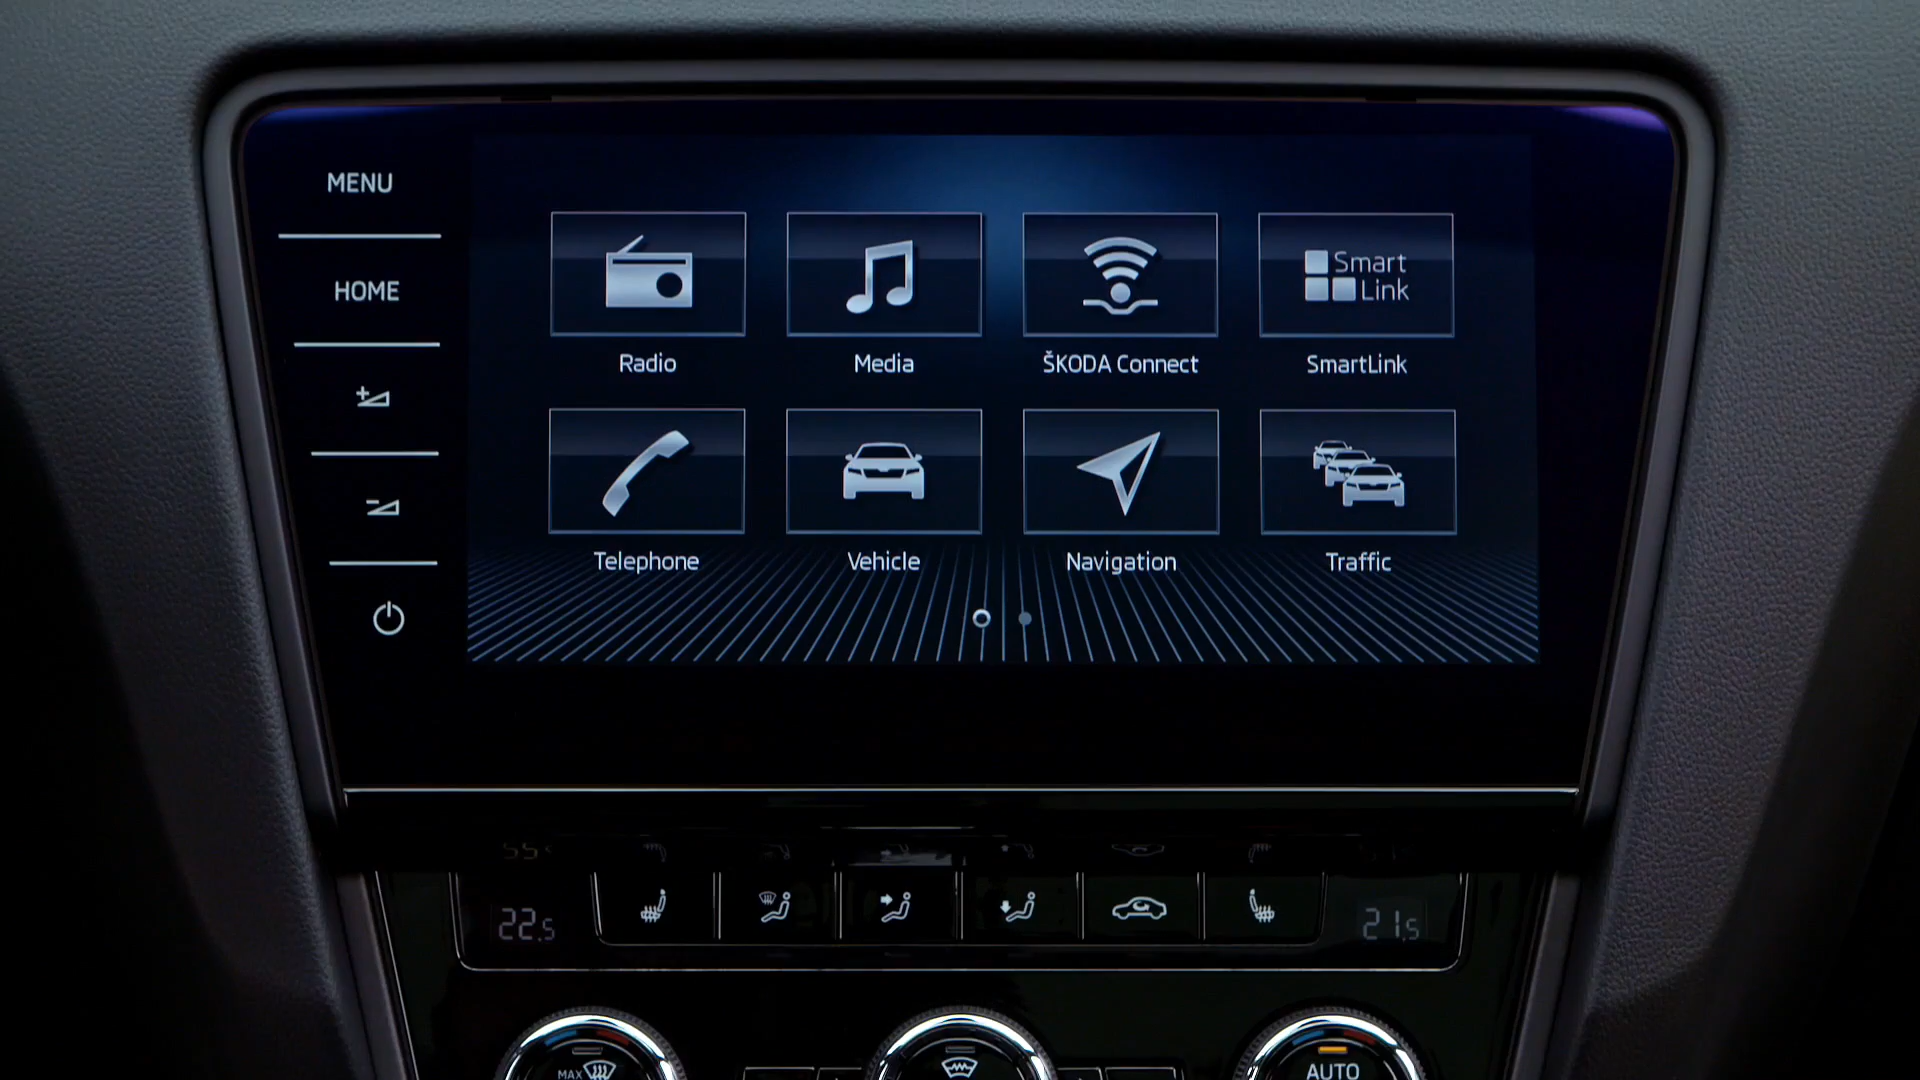 MENU
HOME
Smart
Link
Radio
Media
ŠKODA Connect
SmartLink
Telephone
Vehicle
Navigation
Traffic
22.5
21.5
MAX
AUTO